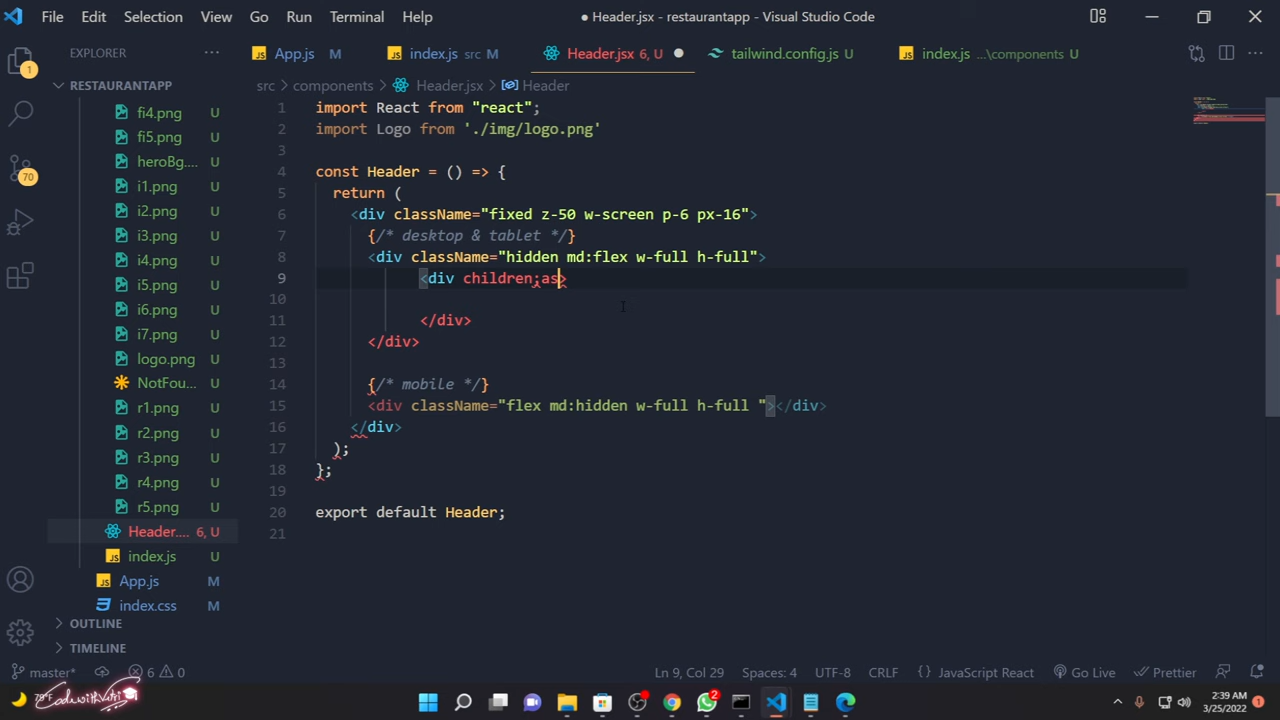 File Edit Selection View Go Run Terminal Help
● Header.jsx - restaurantapp - Visual Studio Code
EXPLORER ...
App.js M
index.js src M
Header.jsx 6, U
tailwind.config.js U
index.js ...\components U
RESTAURANTAPP
src > components > Header.jsx > Header
fi4.png U
fi5.png U
heroBg.... U
i1.png U
i2.png U
i3.png U
i4.png U
i5.png U
i6.png U
i7.png U
logo.png U
NotFou... U
r1.png U
r2.png U
r3.png U
r4.png U
r5.png U
Header.... 6, U
index.js U
App.js M
index.css M
OUTLINE
TIMELINE
1
70
1 import React from "react";
2 import Logo from './img/logo.png'
3
4 const Header = () => {
5 return (
6 <div className="fixed z-50 w-screen p-6 px-16">
7 {/* desktop & tablet */}
8 <div className="hidden md:flex w-full h-full">
9 <div children;as>
10
11 </div>
12 </div>
13
14 {/* mobile */}
15 <div className="flex md:hidden w-full h-full "></div>
16 </div>
17 );
18 };
19
20 export default Header;
21
master* 6 0
Ln 9, Col 29 Spaces: 4 UTF-8 CRLF {} JavaScript React Go Live Prettier
2
2:39 AM
3/25/2022